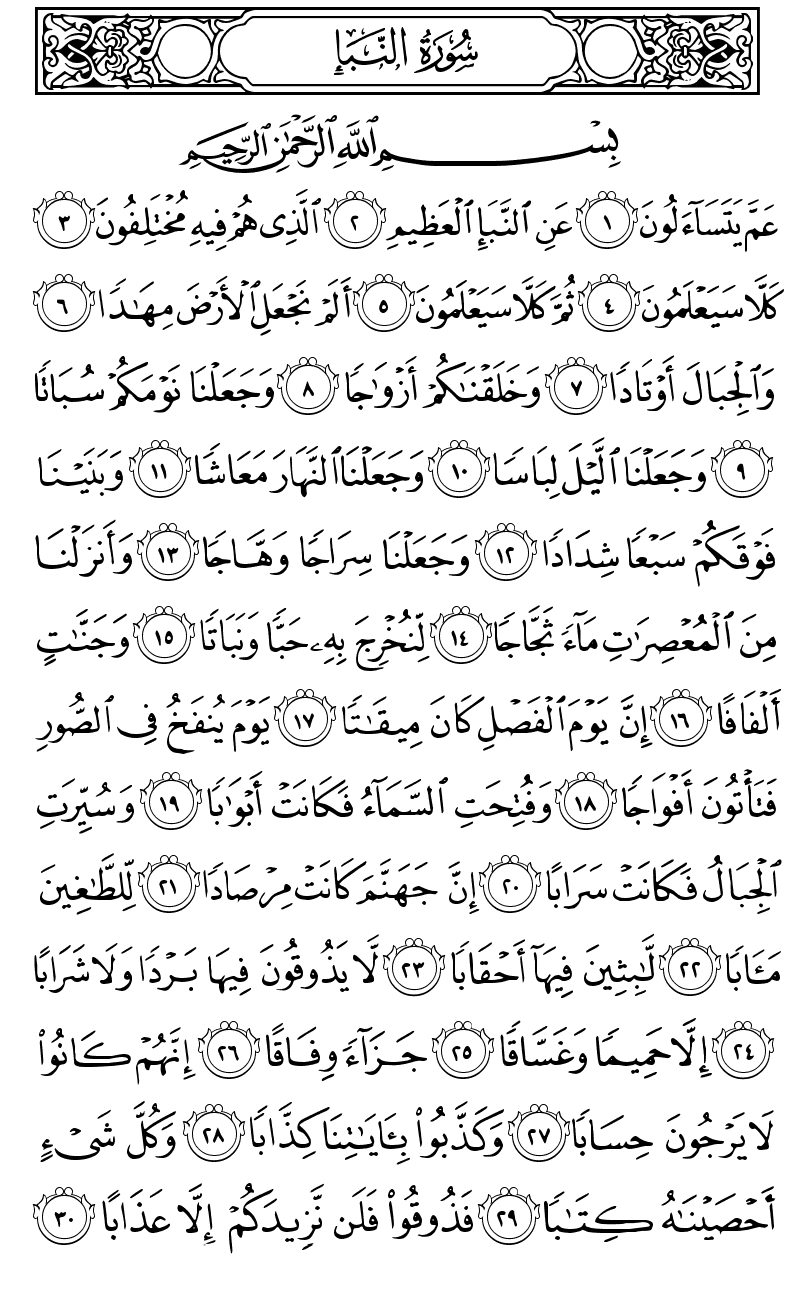 سُورَةُ النَّبَإِ
بِسْمِ ٱللَّهِ ٱلرَّحْمَٰنِ ٱلرَّحِيمِ
عَمَّ يَتَسَآءَلُونَ ١ عَنِ ٱلنَّبَإِ ٱلْعَظِيمِ ٢ ٱلَّذِى هُمْ فِيهِ مُخْتَلِفُونَ ٣
كَلَّا سَيَعْلَمُونَ ٤ ثُمَّ كَلَّا سَيَعْلَمُونَ ٥ أَلَمْ نَجْعَلِ ٱلْأَرْضَ مِهَٰدًا ٦
وَٱلْجِبَالَ أَوْتَادًا ٧ وَخَلَقْنَٰكُمْ أَزْوَٰجًا ٨ وَجَعَلْنَا نَوْمَكُمْ سُبَاتًا
٩ وَجَعَلْنَا ٱلَّيْلَ لِبَاسًا ١٠ وَجَعَلْنَا ٱلنَّهَارَ مَعَاشًا ١١ وَبَنَيْنَا
فَوْقَكُمْ سَبْعًا شِدَادًا ١٢ وَجَعَلْنَا سِرَاجًا وَهَّاجًا ١٣ وَأَنزَلْنَا
مِنَ ٱلْمُعْصِرَٰتِ مَآءً ثَجَّاجًا ١٤ لِّنُخْرِجَ بِهِۦ حَبًّا وَنَبَاتًا ١٥ وَجَنَّٰتٍ
أَلْفَافًا ١٦ إِنَّ يَوْمَ ٱلْفَصْلِ كَانَ مِيقَٰتًا ١٧ يَوْمَ يُنفَخُ فِى ٱلصُّورِ
فَتَأْتُونَ أَفْوَاجًا ١٨ وَفُتِحَتِ ٱلسَّمَآءُ فَكَانَتْ أَبْوَٰبًا ١٩ وَسُيِّرَتِ
ٱلْجِبَالُ فَكَانَتْ سَرَابًا ٢٠ إِنَّ جَهَنَّمَ كَانَتْ مِرْصَادًا ٢١ لِّلطَّٰغِينَ
مَـَٔابًا ٢٢ لَّٰبِثِينَ فِيهَآ أَحْقَابًا ٢٣ لَّا يَذُوقُونَ فِيهَا بَرْدًا وَلَا شَرَابًا
٢٤ إِلَّا حَمِيمًا وَغَسَّاقًا ٢٥ جَزَآءً وِفَاقًا ٢٦ إِنَّهُمْ كَانُوا۟
لَا يَرْجُونَ حِسَابًا ٢٧ وَكَذَّبُوا۟ بِـَٔايَٰتِنَا كِذَّابًا ٢٨ وَكُلَّ شَىْءٍ
أَحْصَيْنَٰهُ كِتَٰبًا ٢٩ فَذُوقُوا۟ فَلَن نَّزِيدَكُمْ إِلَّا عَذَابًا ٣٠